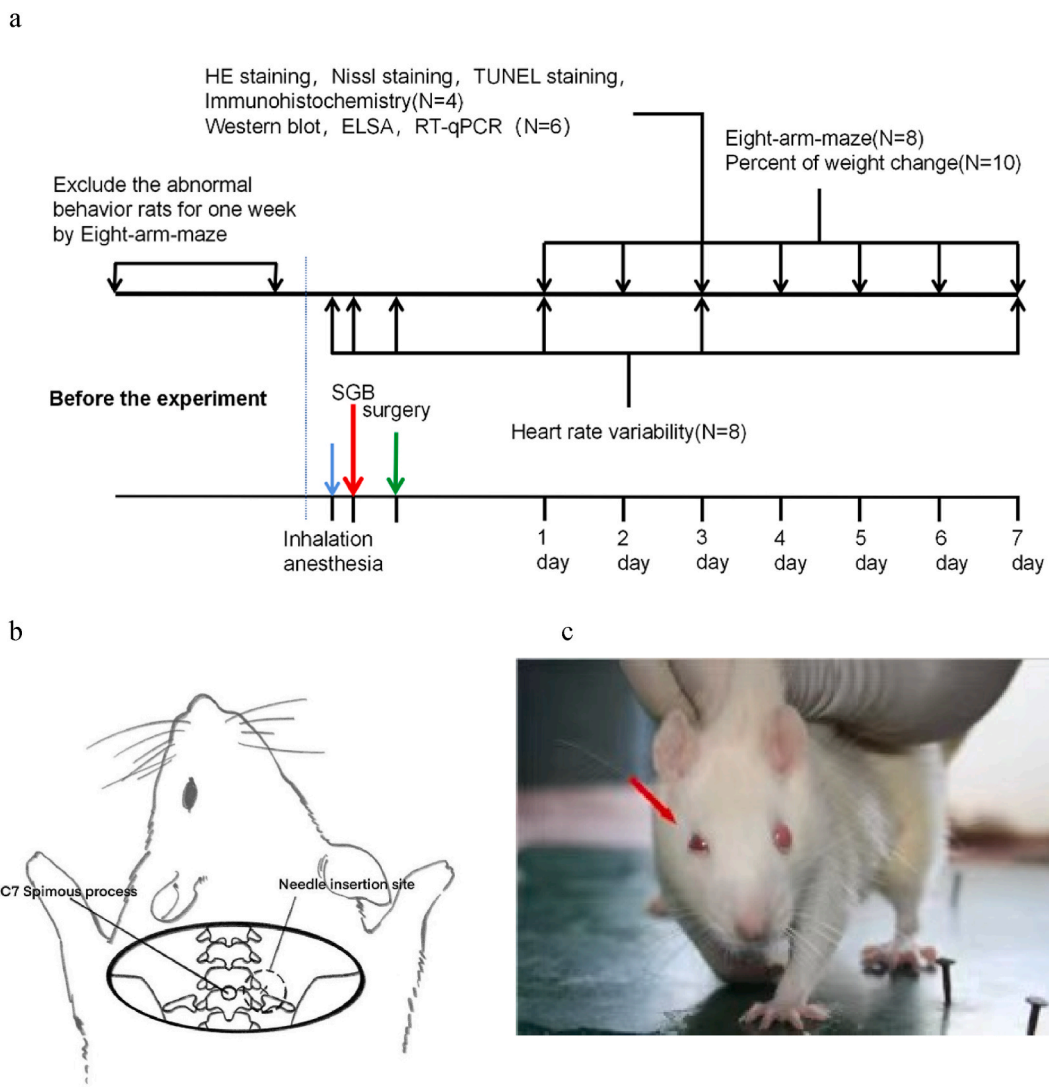 a
HE staining, Nissl staining, TUNEL staining,
Immunohistochemistry(N=4)
Western blot, ELSA, RT-qPCR (N=6)
Eight-arm-maze(N=8)
Percent of weight change(N=10)
Exclude the abnormal
behavior rats for one week
by Eight-arm-maze
Before the experiment
SGB
surgery
Heart rate variability(N=8)
Inhalation
anesthesia
1 2 3 4 5 6 7
day day day day day day day
b
c
C7 Spimous process
Needle insertion site